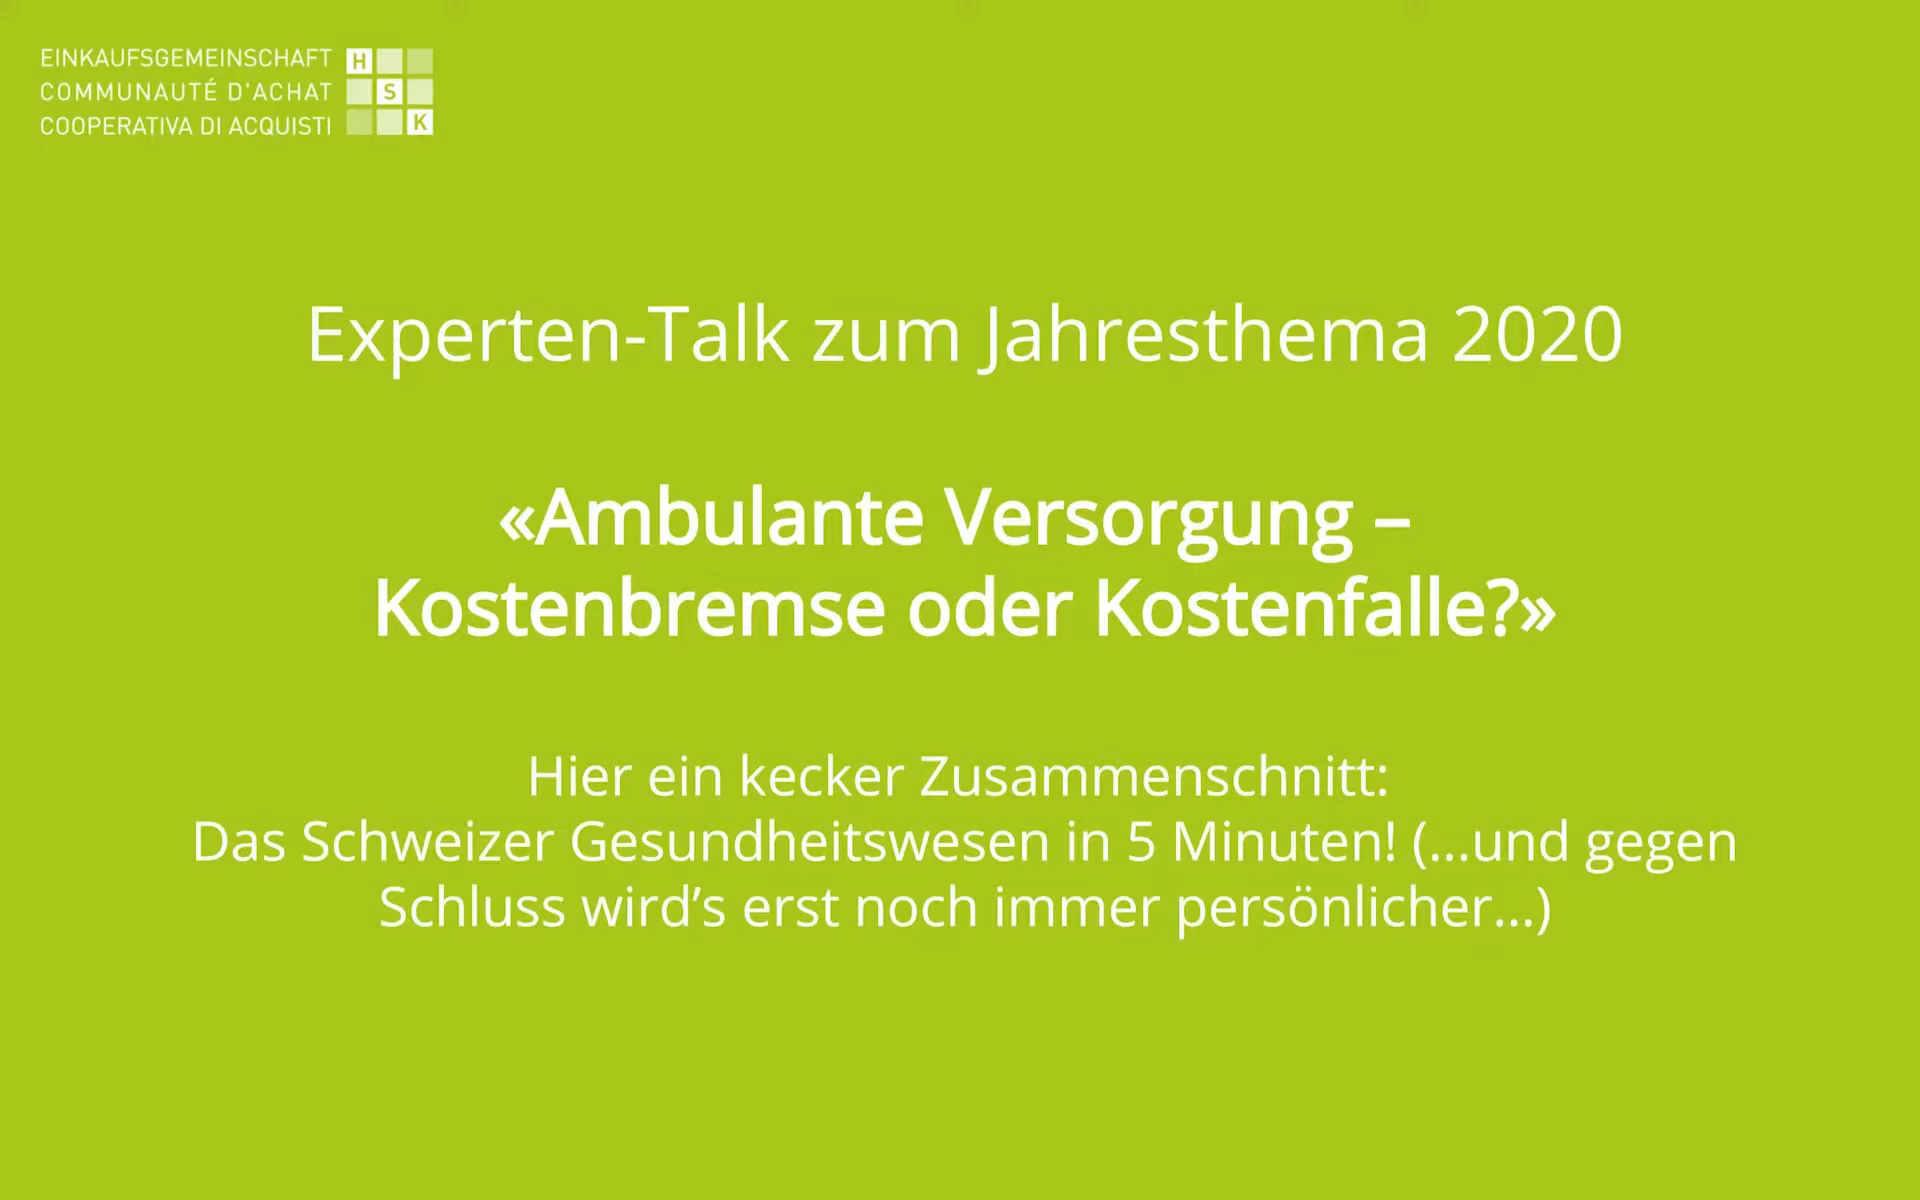 EINKAUFSGEMEINSCHAFT H
COMMUNAUTÉ D'ACHAT S
COOPERATIVA DI ACQUISTI K
Experten-Talk zum Jahresthema 2020
«Ambulante Versorgung –
Kostenbremse oder Kostenfalle?»
Hier ein kecker Zusammenschnitt:
Das Schweizer Gesundheitswesen in 5 Minuten! (...und gegen
Schluss wird’s erst noch immer persönlicher...)